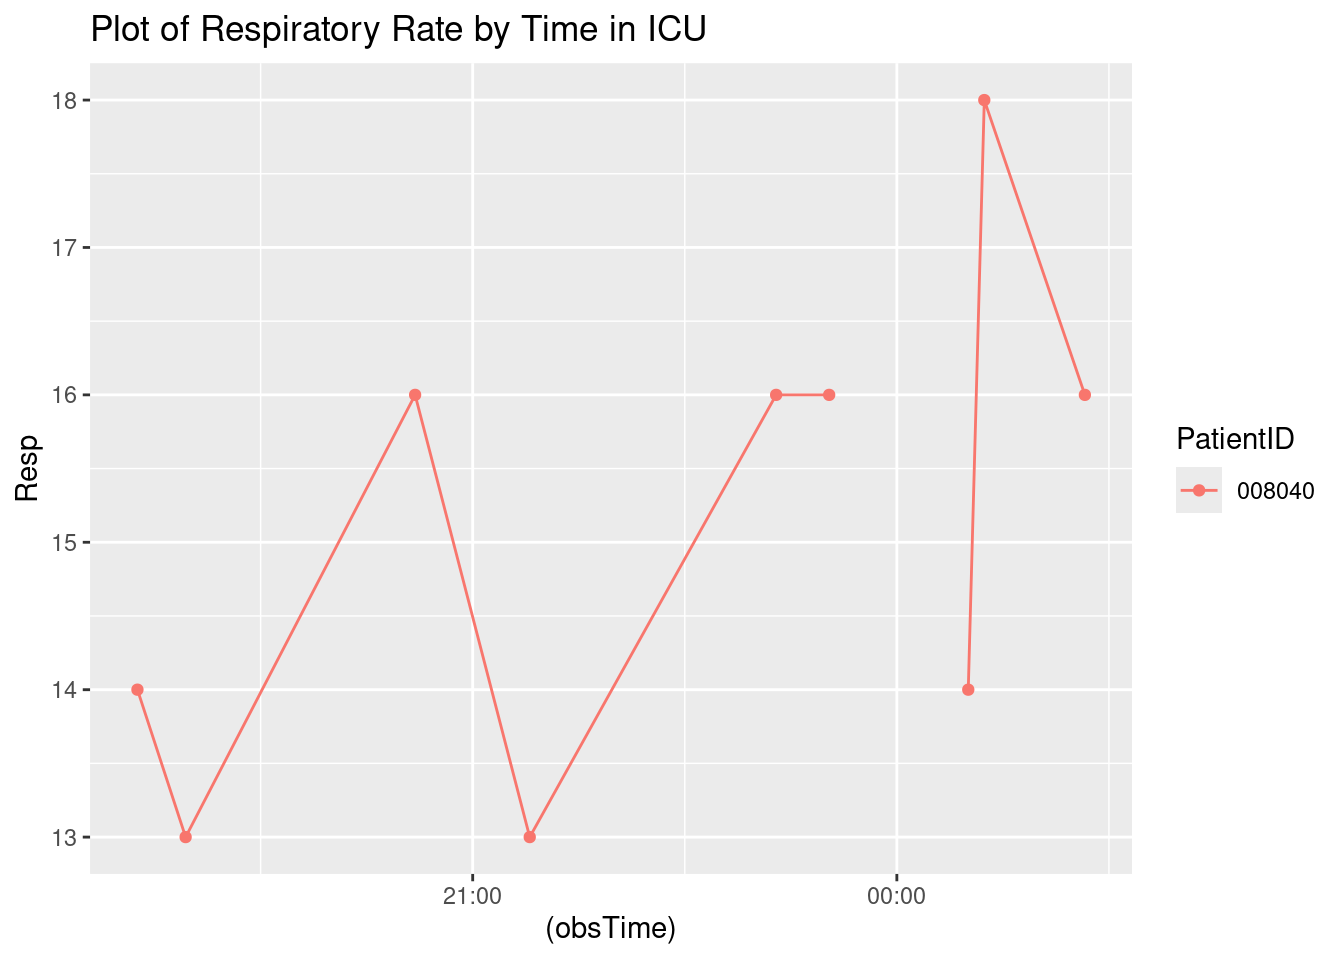 Plot of Respiratory Rate by Time in ICU
18
17
16
15
14
13
Resp
21:00 00:00
(obsTime)
PatientID
008040